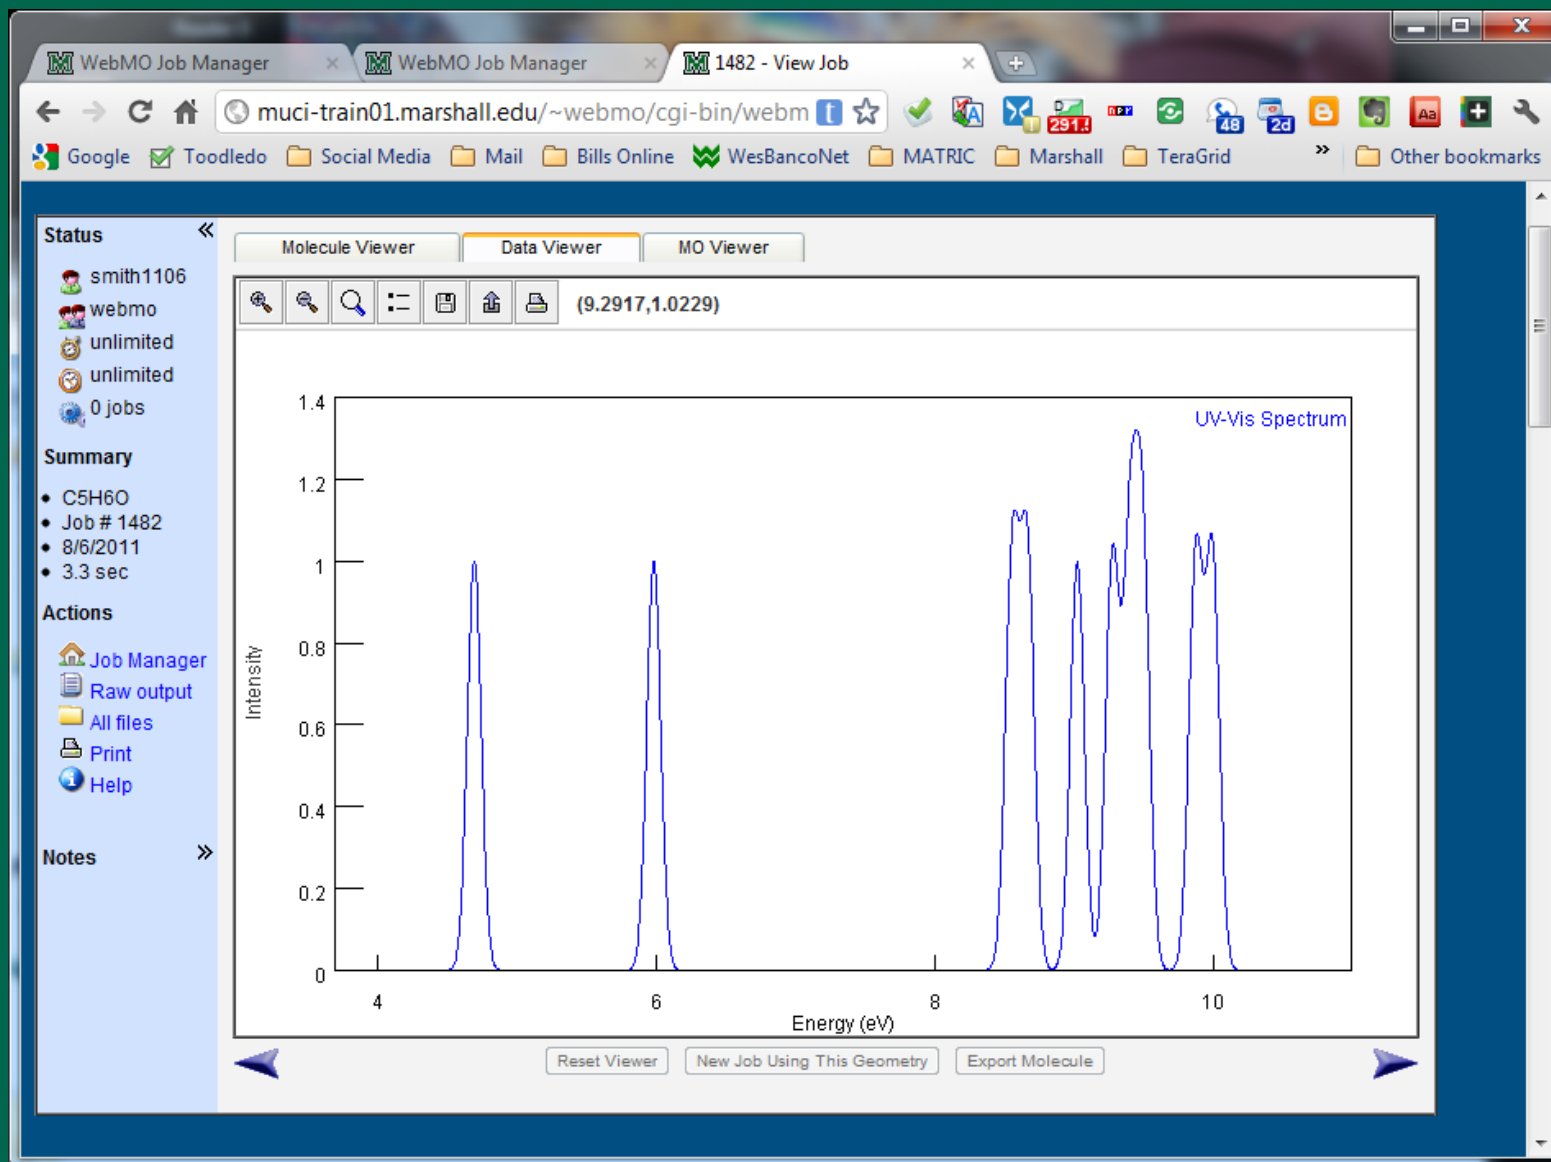 WebMO Job Manager
WebMO Job Manager
1482 - View Job
muci-train01.marshall.edu/~webmo/cgi-bin/webm
t
291.!
npr
48
2d
Aa
Google
Toodledo
Social Media
Mail
Bills Online
WesBancoNet
MATRIC
Marshall
TeraGrid
»
Other bookmarks
Status
smith1106
webmo
unlimited
unlimited
0 jobs
Summary
C5H6O
Job # 1482
8/6/2011
3.3 sec
Actions
Job Manager
Raw output
All files
Print
Help
Notes
Molecule Viewer
Data Viewer
MO Viewer
(9.2917,1.0229)
UV-Vis Spectrum
1.4
1.2
1
0.8
0.6
0.4
0.2
0
Intensity
4
6
8
10
Energy (eV)
Reset Viewer
New Job Using This Geometry
Export Molecule